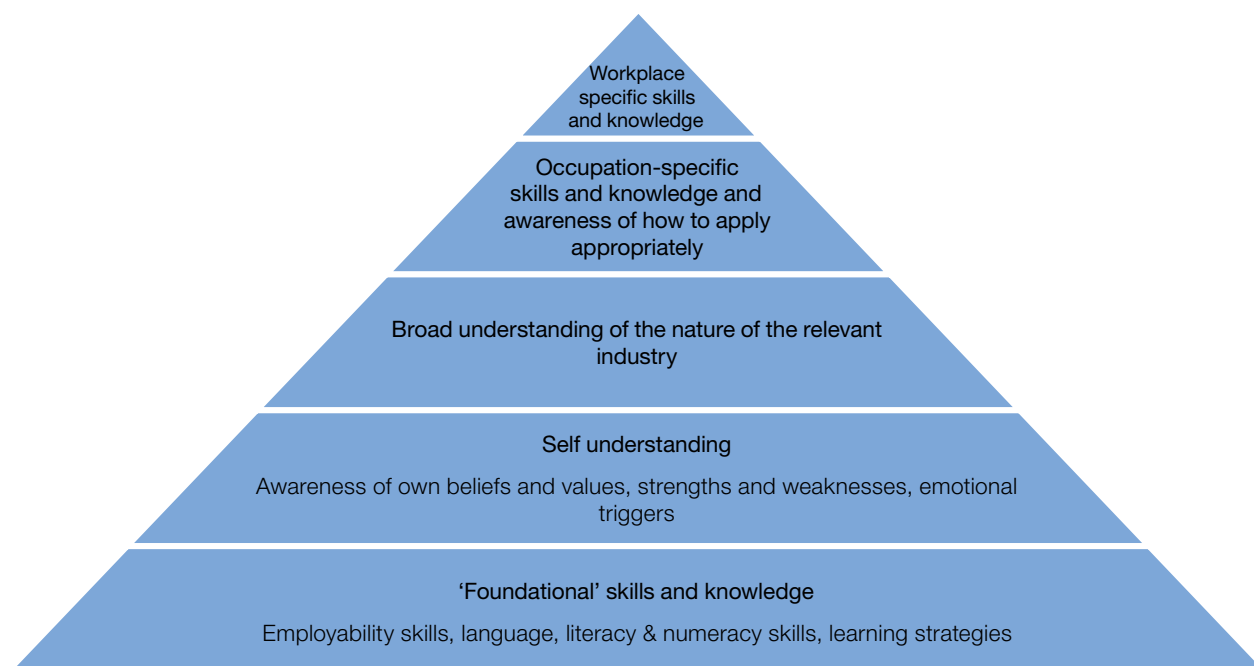 Workplace
specific skills
and knowledge
Occupation-specific
skills and knowledge and
awareness of how to apply
appropriately
Broad understanding of the nature of the relevant
industry
Self understanding
Awareness of own beliefs and values, strengths and weaknesses, emotional
triggers
‘Foundational’ skills and knowledge
Employability skills, language, literacy & numeracy skills, learning strategies